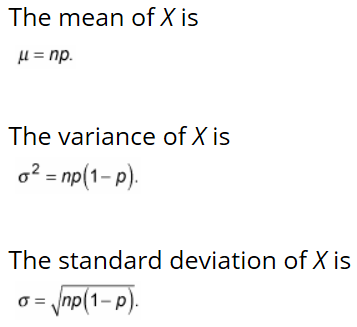 The mean of X is
μ = np.
The variance of X is
σ² = np(1−p).
The standard deviation of X is
σ = √np(1−p).